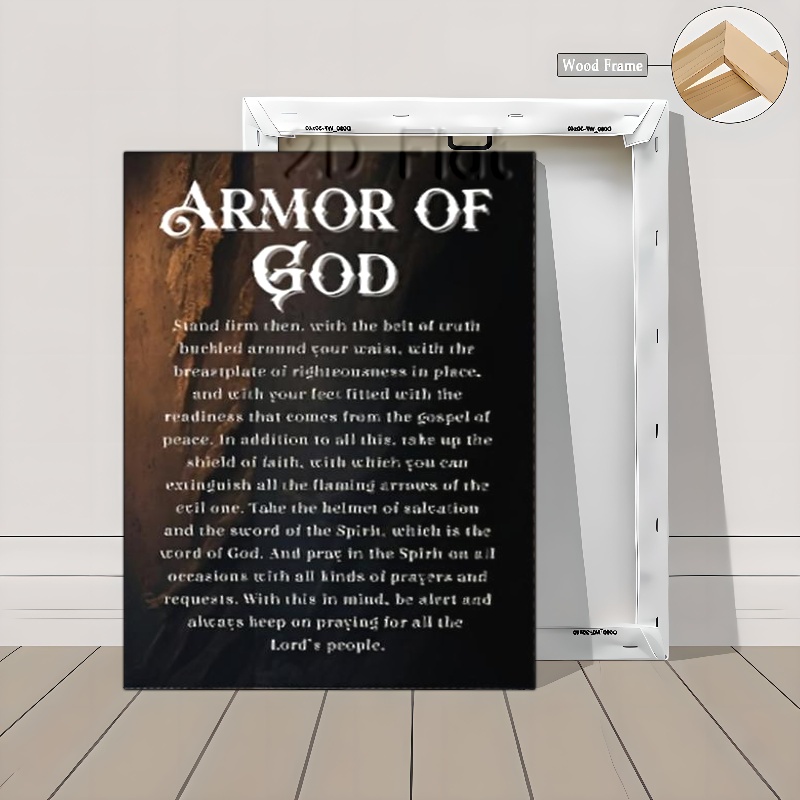 Wood Frame
2D Flat
ARMOR OF
GOD
Stand firm then, with the belt of truth
buckled around your waist, with the
breastplate of righteousness in place,
and with your feet fitted with the
readiness that comes from the gospel of
peace. In addition to all this, take up the
shield of faith, with which you can
extinguish all the flaming arrows of the
evil one. Take the helmet of salvation
and the sword of the Spirit, which is the
word of God. And pray in the Spirit on all
occasions with all kinds of prayers and
requests. With this in mind, be alert and
always keep on praying for all the
Lord's people.